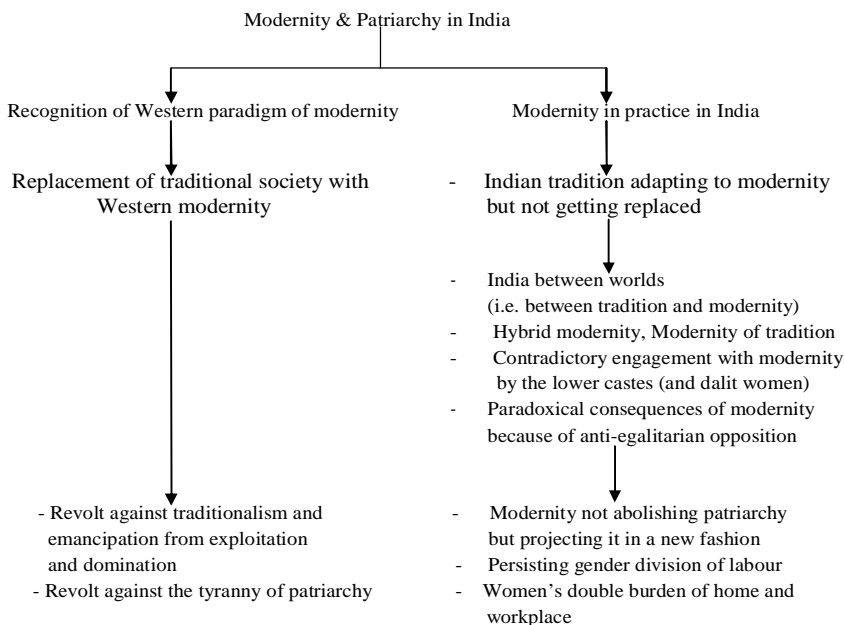 Modernity & Patriarchy in India
Recognition of Western paradigm of modernity
Replacement of traditional society with
Western modernity
- Revolt against traditionalism and
emancipation from exploitation
and domination
- Revolt against the tyranny of patriarchy
Modernity in practice in India
- Indian tradition adapting to modernity
but not getting replaced
- India between worlds
(i.e. between tradition and modernity)
- Hybrid modernity, Modernity of tradition
- Contradictory engagement with modernity
by the lower castes (and dalit women)
- Paradoxical consequences of modernity
because of anti-egalitarian opposition
- Modernity not abolishing patriarchy
but projecting it in a new fashion
- Persisting gender division of labour
- Women's double burden of home and
workplace